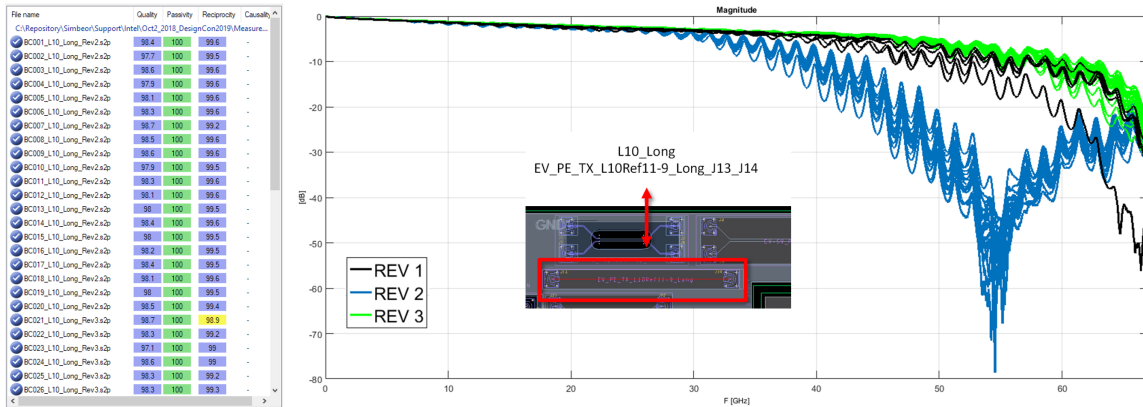 File name Quality Passivity Reciprocity Causality
C:\Repository\Simbeor\Support\Intel\Oct2_2018_DesignCon2019\Measure...
BC001_L10_Long_Rev2.s2p 98.4 100 99.6 -
BC002_L10_Long_Rev2.s2p 97.7 100 99.5 -
BC003_L10_Long_Rev2.s2p 98.6 100 99.6 -
BC004_L10_Long_Rev2.s2p 97.9 100 99.6 -
BC005_L10_Long_Rev2.s2p 98.1 100 99.6 -
BC006_L10_Long_Rev2.s2p 98.3 100 99.6 -
BC007_L10_Long_Rev2.s2p 98.7 100 99.2 -
BC008_L10_Long_Rev2.s2p 98.5 100 99.6 -
BC009_L10_Long_Rev2.s2p 98.6 100 99.6 -
BC010_L10_Long_Rev2.s2p 97.9 100 99.5 -
BC011_L10_Long_Rev2.s2p 98.3 100 99.6 -
BC012_L10_Long_Rev2.s2p 98.1 100 99.6 -
BC013_L10_Long_Rev2.s2p 98 100 99.5 -
BC014_L10_Long_Rev2.s2p 98.4 100 99.6 -
BC015_L10_Long_Rev2.s2p 98 100 99.5 -
BC016_L10_Long_Rev2.s2p 98.2 100 99.5 -
BC017_L10_Long_Rev2.s2p 98.4 100 99.5 -
BC018_L10_Long_Rev2.s2p 98.1 100 99.6 -
BC019_L10_Long_Rev2.s2p 98 100 99.5 -
BC020_L10_Long_Rev2.s2p 98.5 100 99.4 -
BC021_L10_Long_Rev3.s2p 98.7 100 98.9 -
BC022_L10_Long_Rev3.s2p 98.3 100 99.2 -
BC023_L10_Long_Rev3.s2p 97.1 100 99 -
BC024_L10_Long_Rev3.s2p 98.6 100 99 -
BC025_L10_Long_Rev3.s2p 98.3 100 99.2 -
BC026_L10_Long_Rev3.s2p 98.3 100 99.3 -
Magnitude
0
-10
-20
-30
-40
-50
-60
-70
-80
[dB]
0 10 20 30 40 50 60
F [GHz]
L10_Long
EV_PE_TX_L10Ref11-9_Long_J13_J14
GND
EV_PE_TX_L10Ref11-9_Long
REV 1
REV 2
REV 3